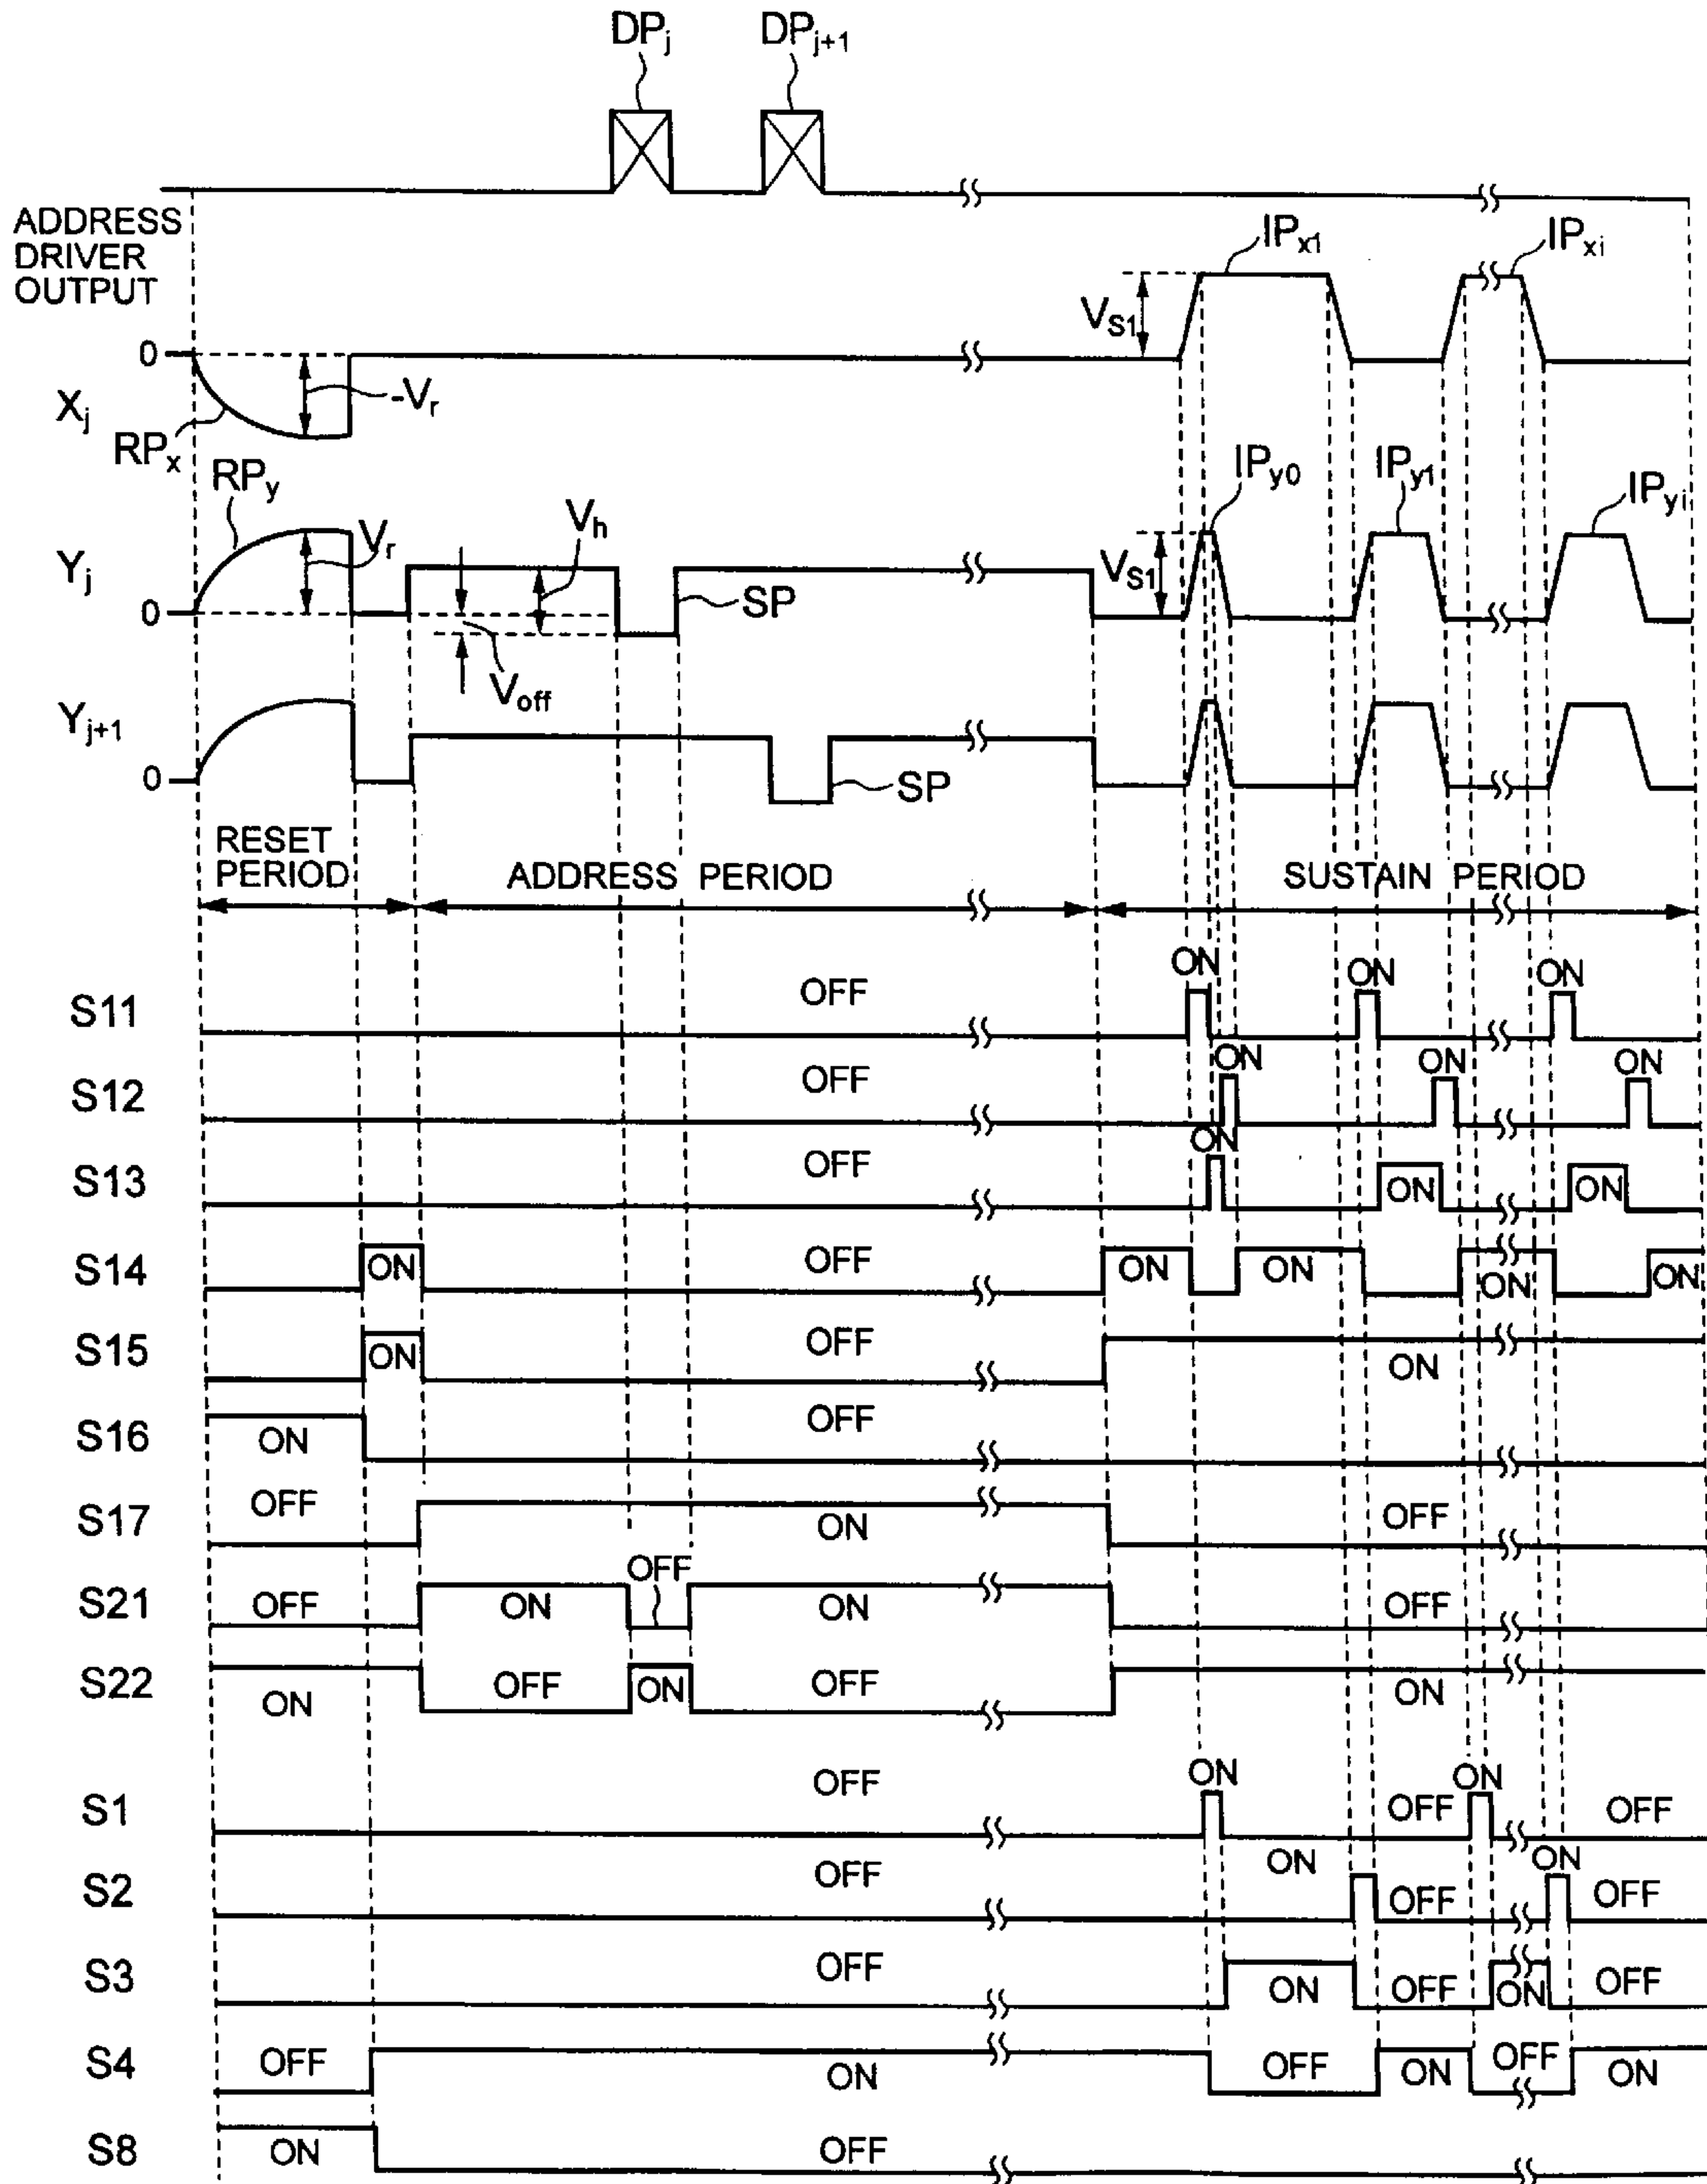 DPj DPj+1
ADDRESS
DRIVER
OUTPUT
IPx1 IPxi
VS1
0
Xj -Vr
RPx
RPy IPy0 IPy1 IPyi
Vr Vh
Yj VS1
0 SP
Voff
Yj+1
0 SP
RESET
PERIOD ADDRESS PERIOD SUSTAIN PERIOD
ON ON ON
S11 OFF
ON ON ON
S12 OFF
ON
S13 OFF ON ON
S14 ON OFF ON ON ON ON
S15 ON OFF ON
S16 ON OFF
S17 OFF ON OFF
OFF
S21 OFF ON ON OFF
S22 ON OFF ON OFF ON
ON ON
S1 OFF OFF OFF
ON ON
S2 OFF OFF OFF
S3 OFF ON OFF ON OFF
S4 OFF ON OFF ON OFF ON
S8 ON OFF